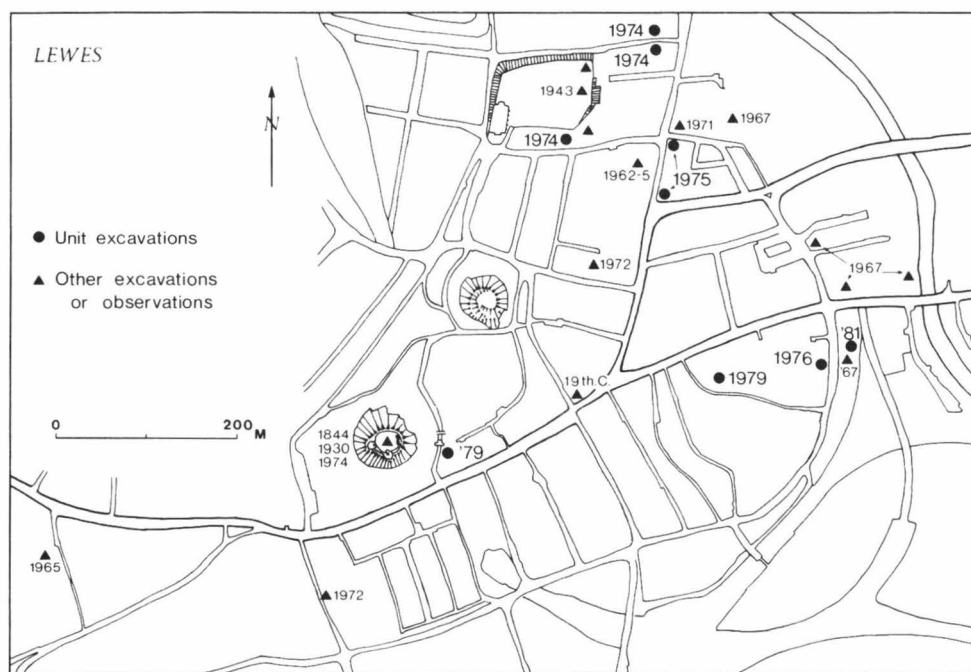 LEWES
N
● Unit excavations
▲ Other excavations
or observations
0 200 M
1974
1974
1943
1974
1971
1967
1962-5
1975
1972
1967
'81
1976
'67
1979
19th.C.
1844
1930
1974
'79
1965
1972